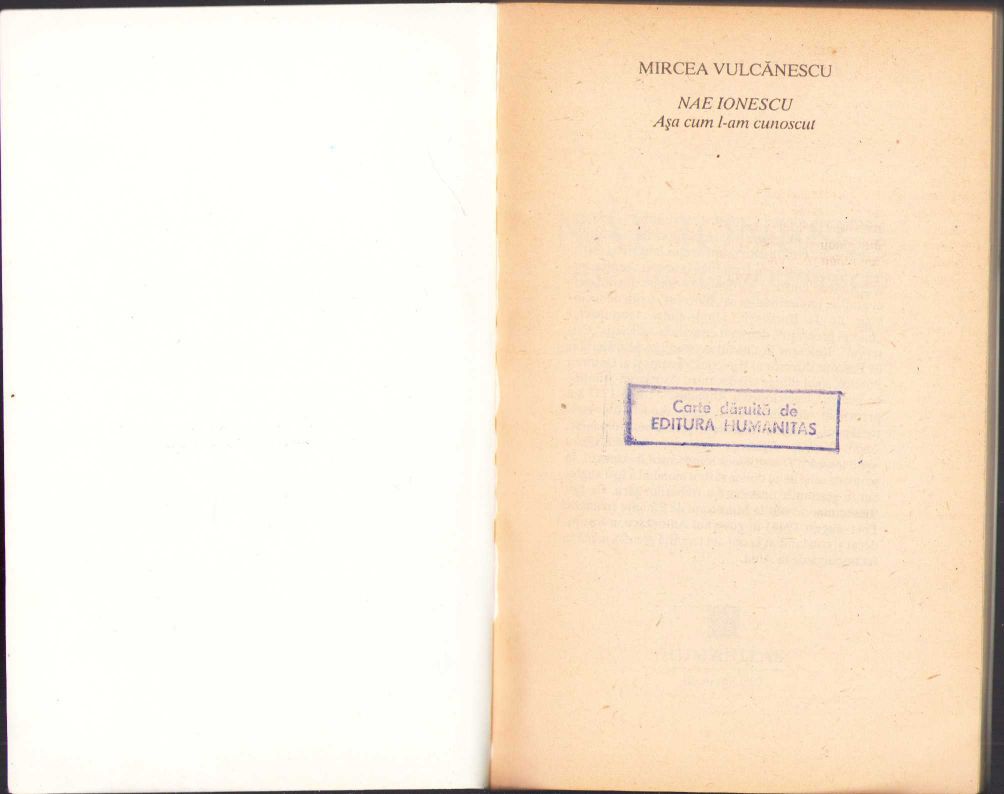 MIRCEA VULCĂNESCU
NAE IONESCU
Aşa cum l-am cunoscut
Carte dăruită de
EDITURA HUMANITAS